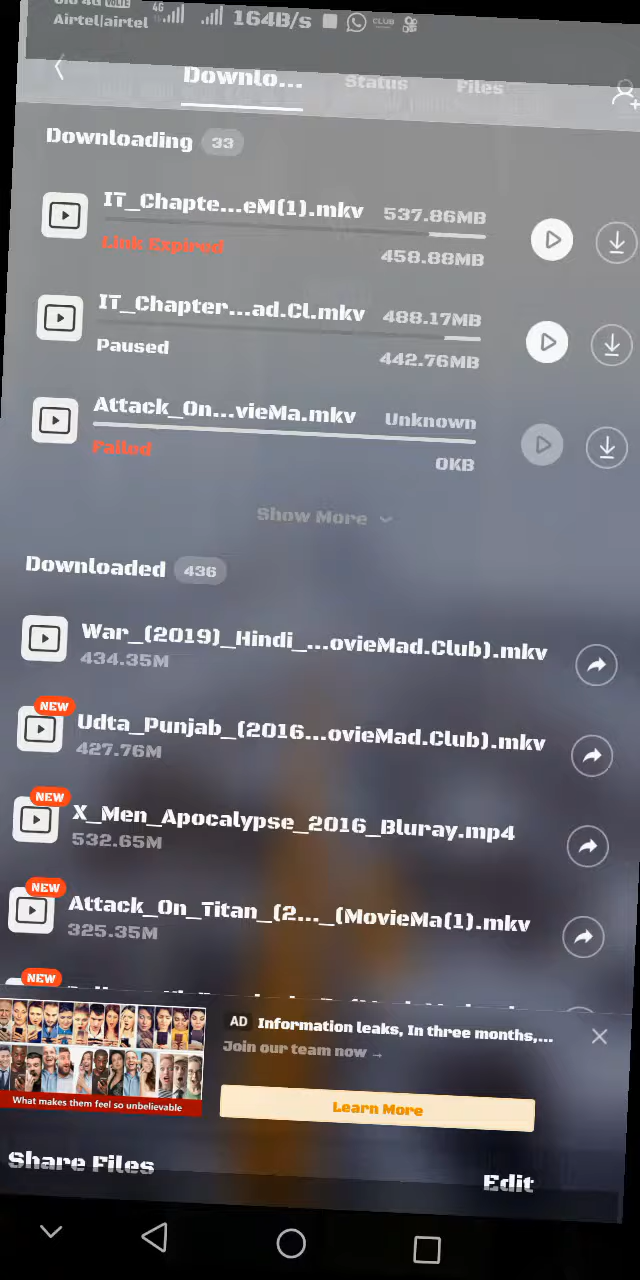 4G VOLTE
Airtel|airtel 4G 164B/s CLUB
Downlo... Status Files
Downloading 33
IT_Chapte...eM(1).mkv 537.86MB
Link Expired 458.88MB
IT_Chapter...ad.Cl.mkv 488.17MB
Paused 442.76MB
Attack_On...vieMa.mkv Unknown
Failed 0KB
Show More
Downloaded 436
War_(2019)_Hindi_...ovieMad.Club).mkv
434.35M
NEW
Udta_Punjab_(2016...ovieMad.Club).mkv
427.76M
NEW
X_Men_Apocalypse_2016_Bluray.mp4
532.65M
NEW
Attack_On_Titan_(2..._(MovieMa(1).mkv
325.35M
NEW
AD Information leaks, In three months,...
Join our team now →
What makes them feel so unbelievable
Learn More
Share Files Edit